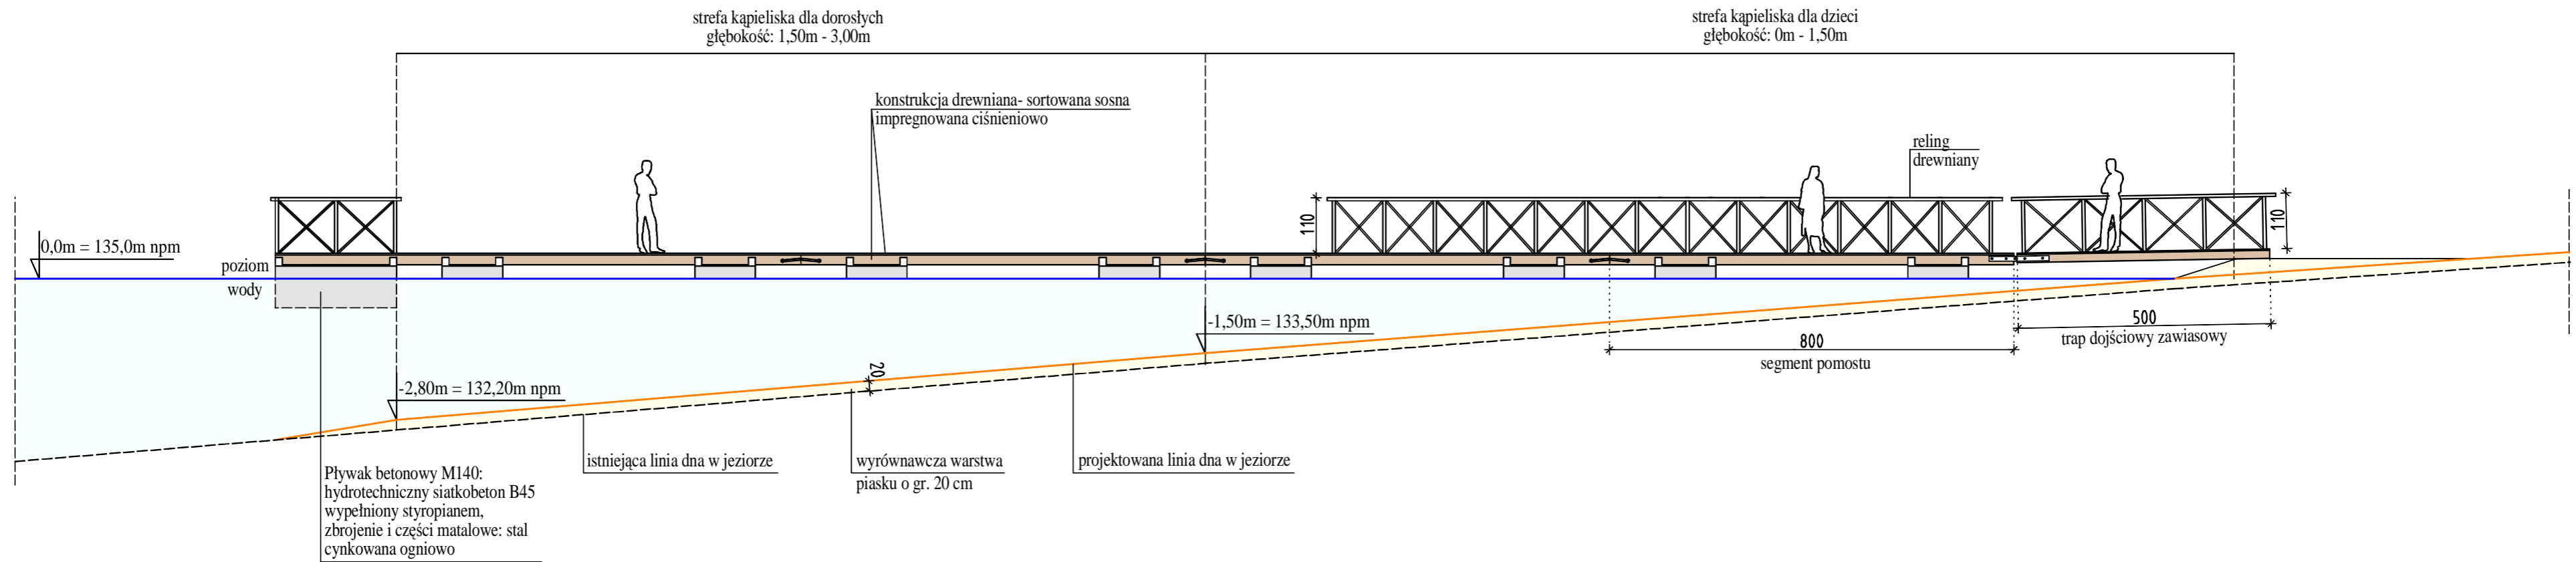 strefa kąpieliska dla dorosłych
głębokość: 1,50m - 3,00m
strefa kąpieliska dla dzieci
głębokość: 0m - 1,50m
konstrukcja drewniana- sortowana sosna
impregnowana ciśnieniowo
reling
drewniany
110
110
0,0m = 135,0m npm
poziom
wody
-1,50m = 133,50m npm
500
trap dojściowy zawiasowy
800
segment pomostu
20
-2,80m = 132,20m npm
istniejąca linia dna w jeziorze
wyrównawcza warstwa
piasku o gr. 20 cm
projektowana linia dna w jeziorze
Pływak betonowy M140:
hydrotechniczny siatkobeton B45
wypełniony styropianem,
zbrojenie i części matalowe: stal
cynkowana ogniowo